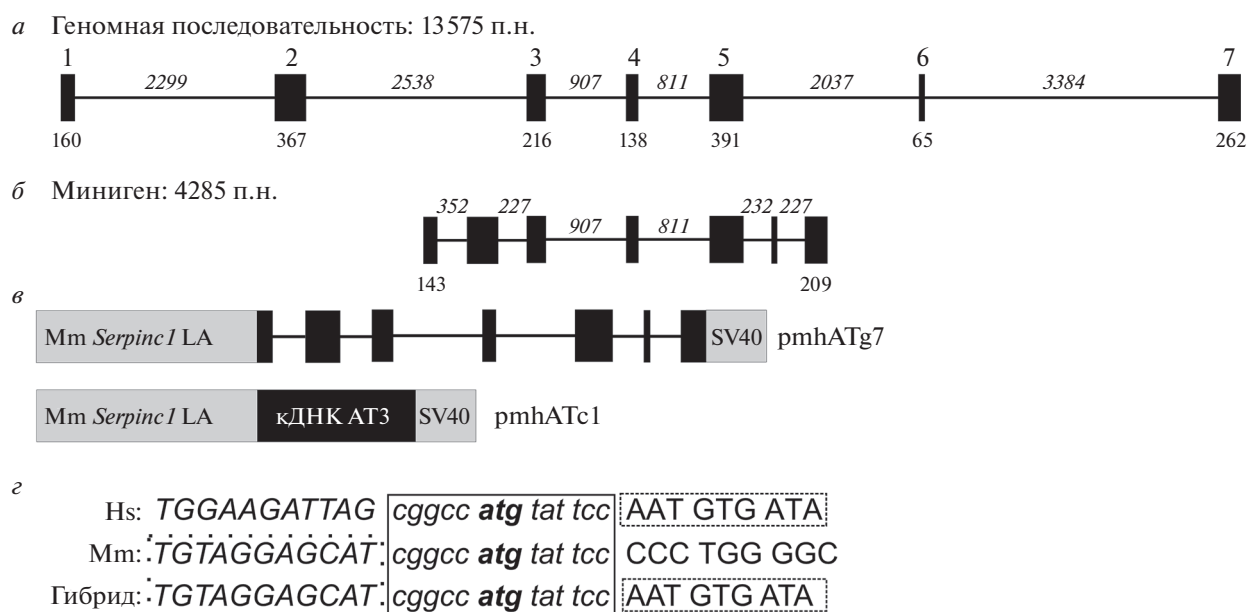 а Геномная последовательность: 13575 п.н.
1 2 3 4 5 6 7
2299 2538 907 811 2037 3384
160 367 216 138 391 65 262
б Миниген: 4285 п.н.
352 227 907 811 232 227
143 209
в
Mm Serpinc1 LA SV40 pmhATg7
Mm Serpinc1 LA кДНК АТ3 SV40 pmhATc1
г
Hs: TGGAAGATTAG cggcc atg tat tcc AAT GTG ATA
Mm: TGTAGGAGCAT cggcc atg tat tcc CCC TGG GGC
Гибрид: TGTAGGAGCAT cggcc atg tat tcc AAT GTG ATA